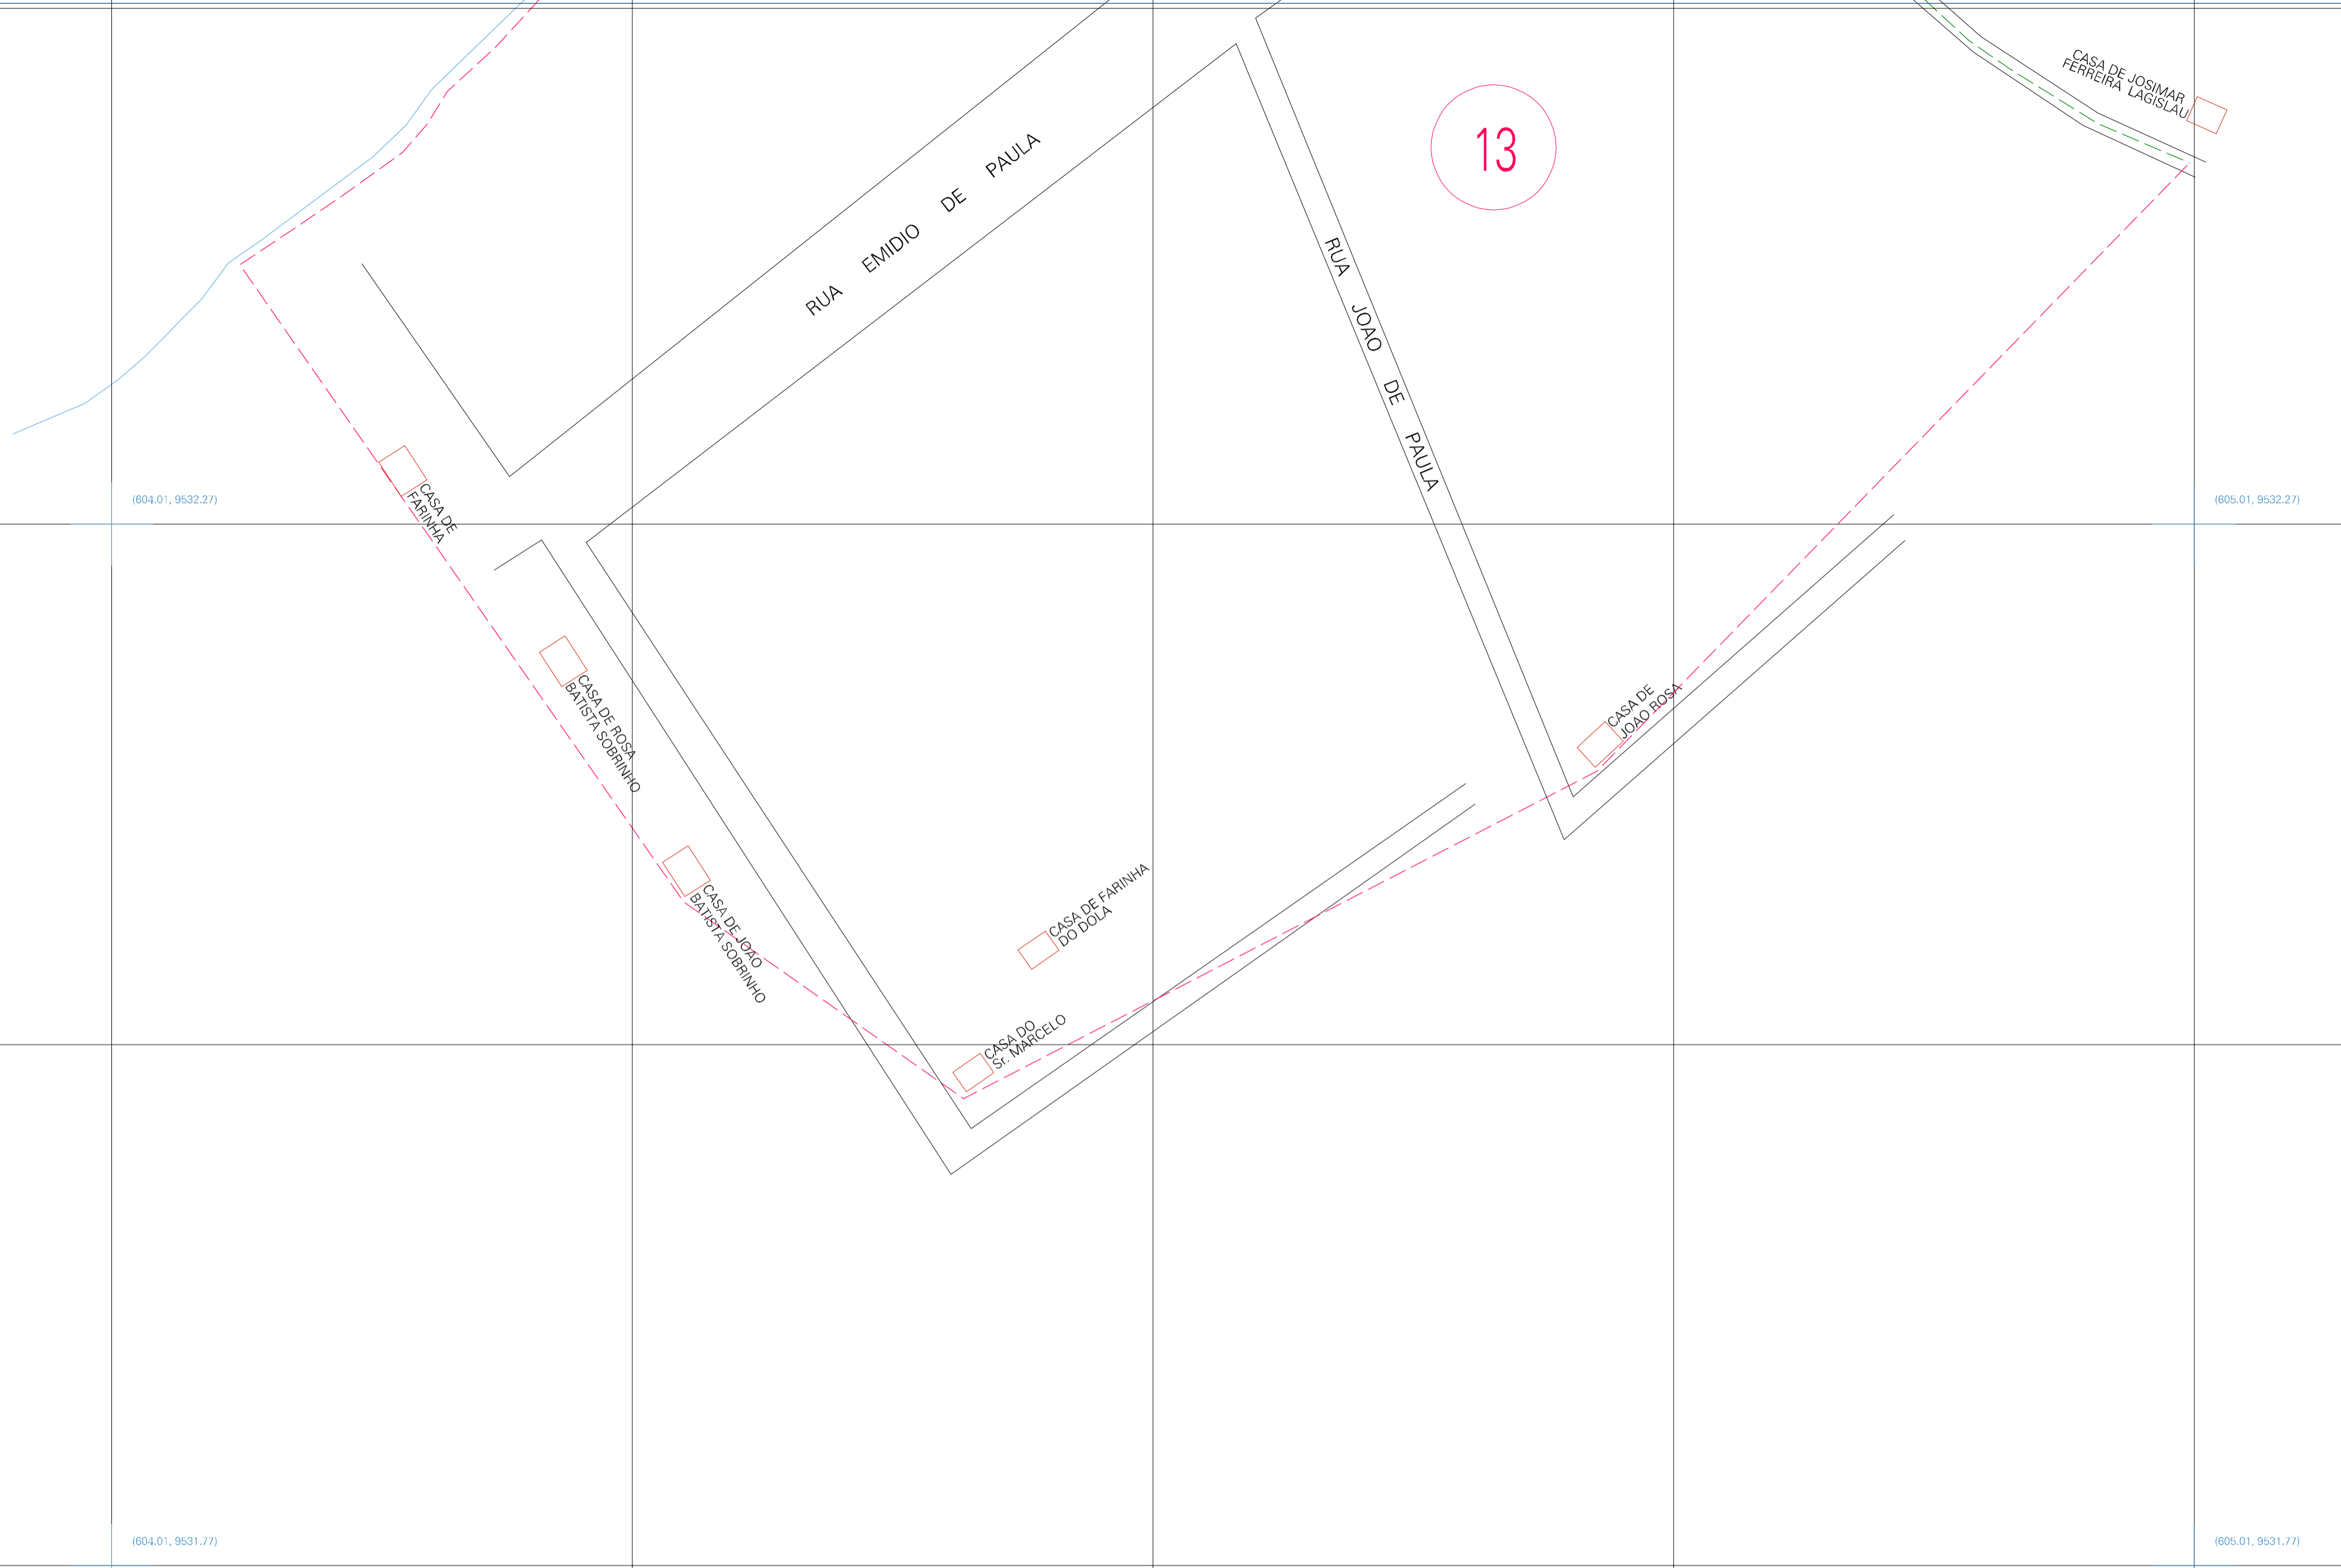 CASA DE JOSIMAR
FERREIRA LAGISLAU
13
RUA EMIDIO DE PAULA
RUA JOAO DE PAULA
(604.01, 9532.27)
(605.01, 9532.27)
CASA DE
FARINHA
CASA DE ROSA
BATISTA SOBRINHO
CASA DE
JOAO ROSA
CASA DE JOAO
BATISTA SOBRINHO
CASA DE FARINHA
DO DOLA
CASA DO
Sr. MARCELO
(604.01, 9531.77)
(605.01, 9531.77)